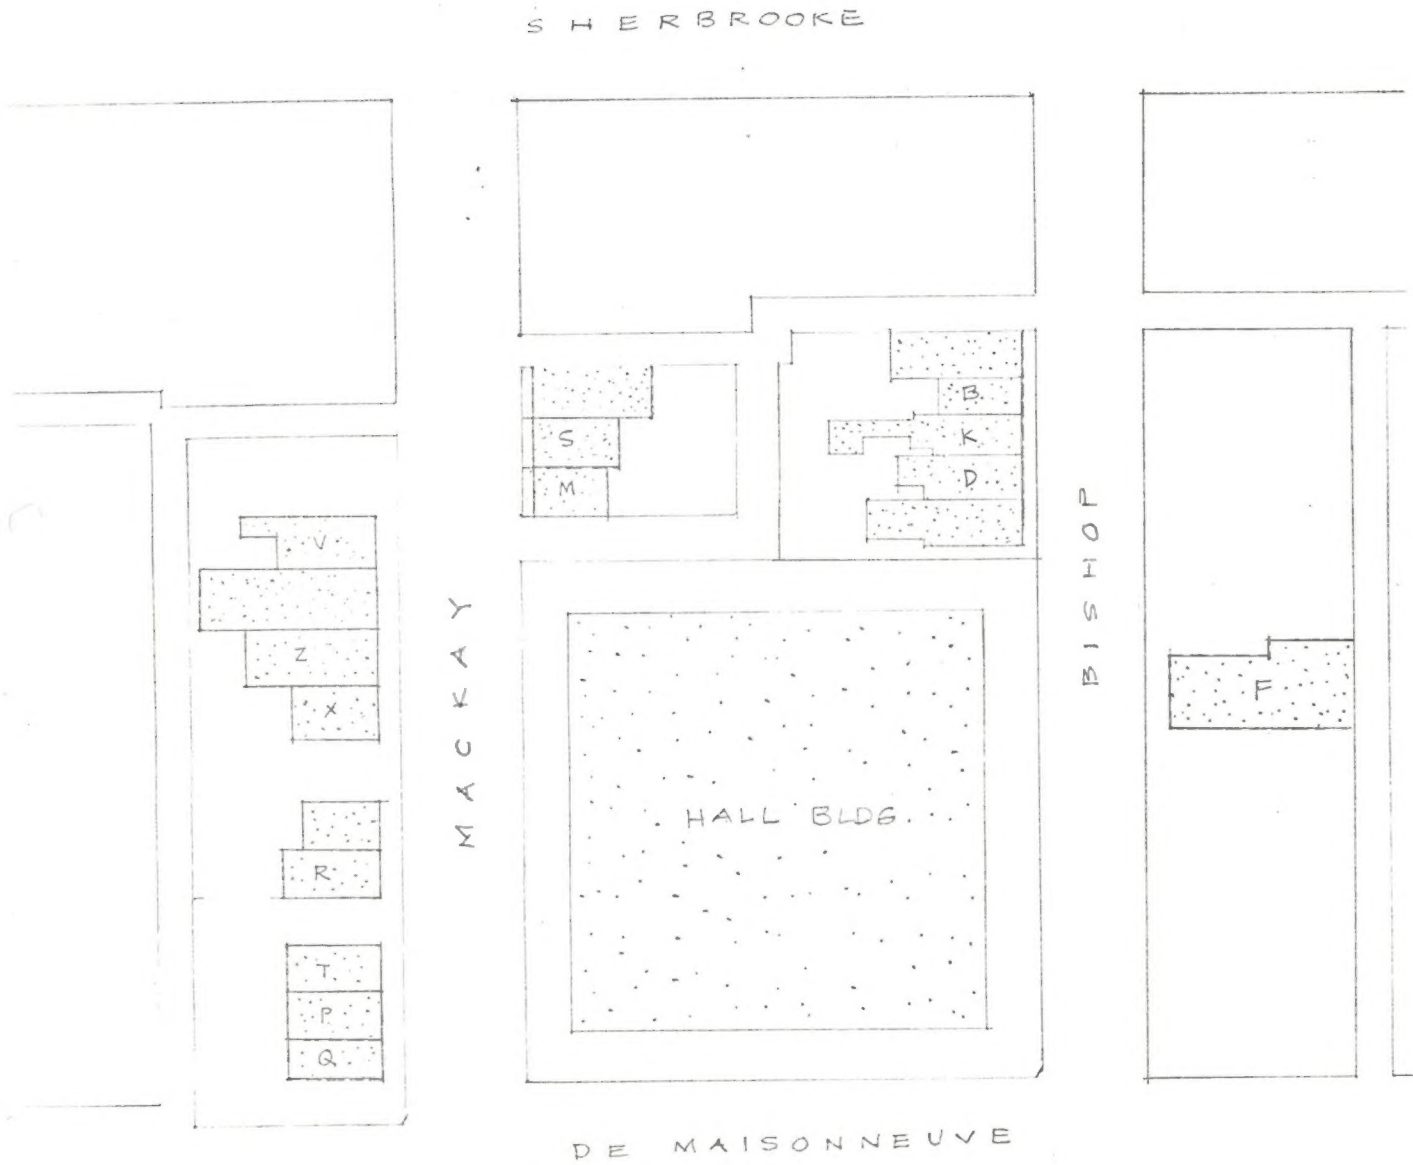 SHERBROOKE
B
S
K
M
D
V
Z
X
MACKAY
BISHOP
F
HALL BLDG.
R
T
P
Q
DE MAISONNEUVE